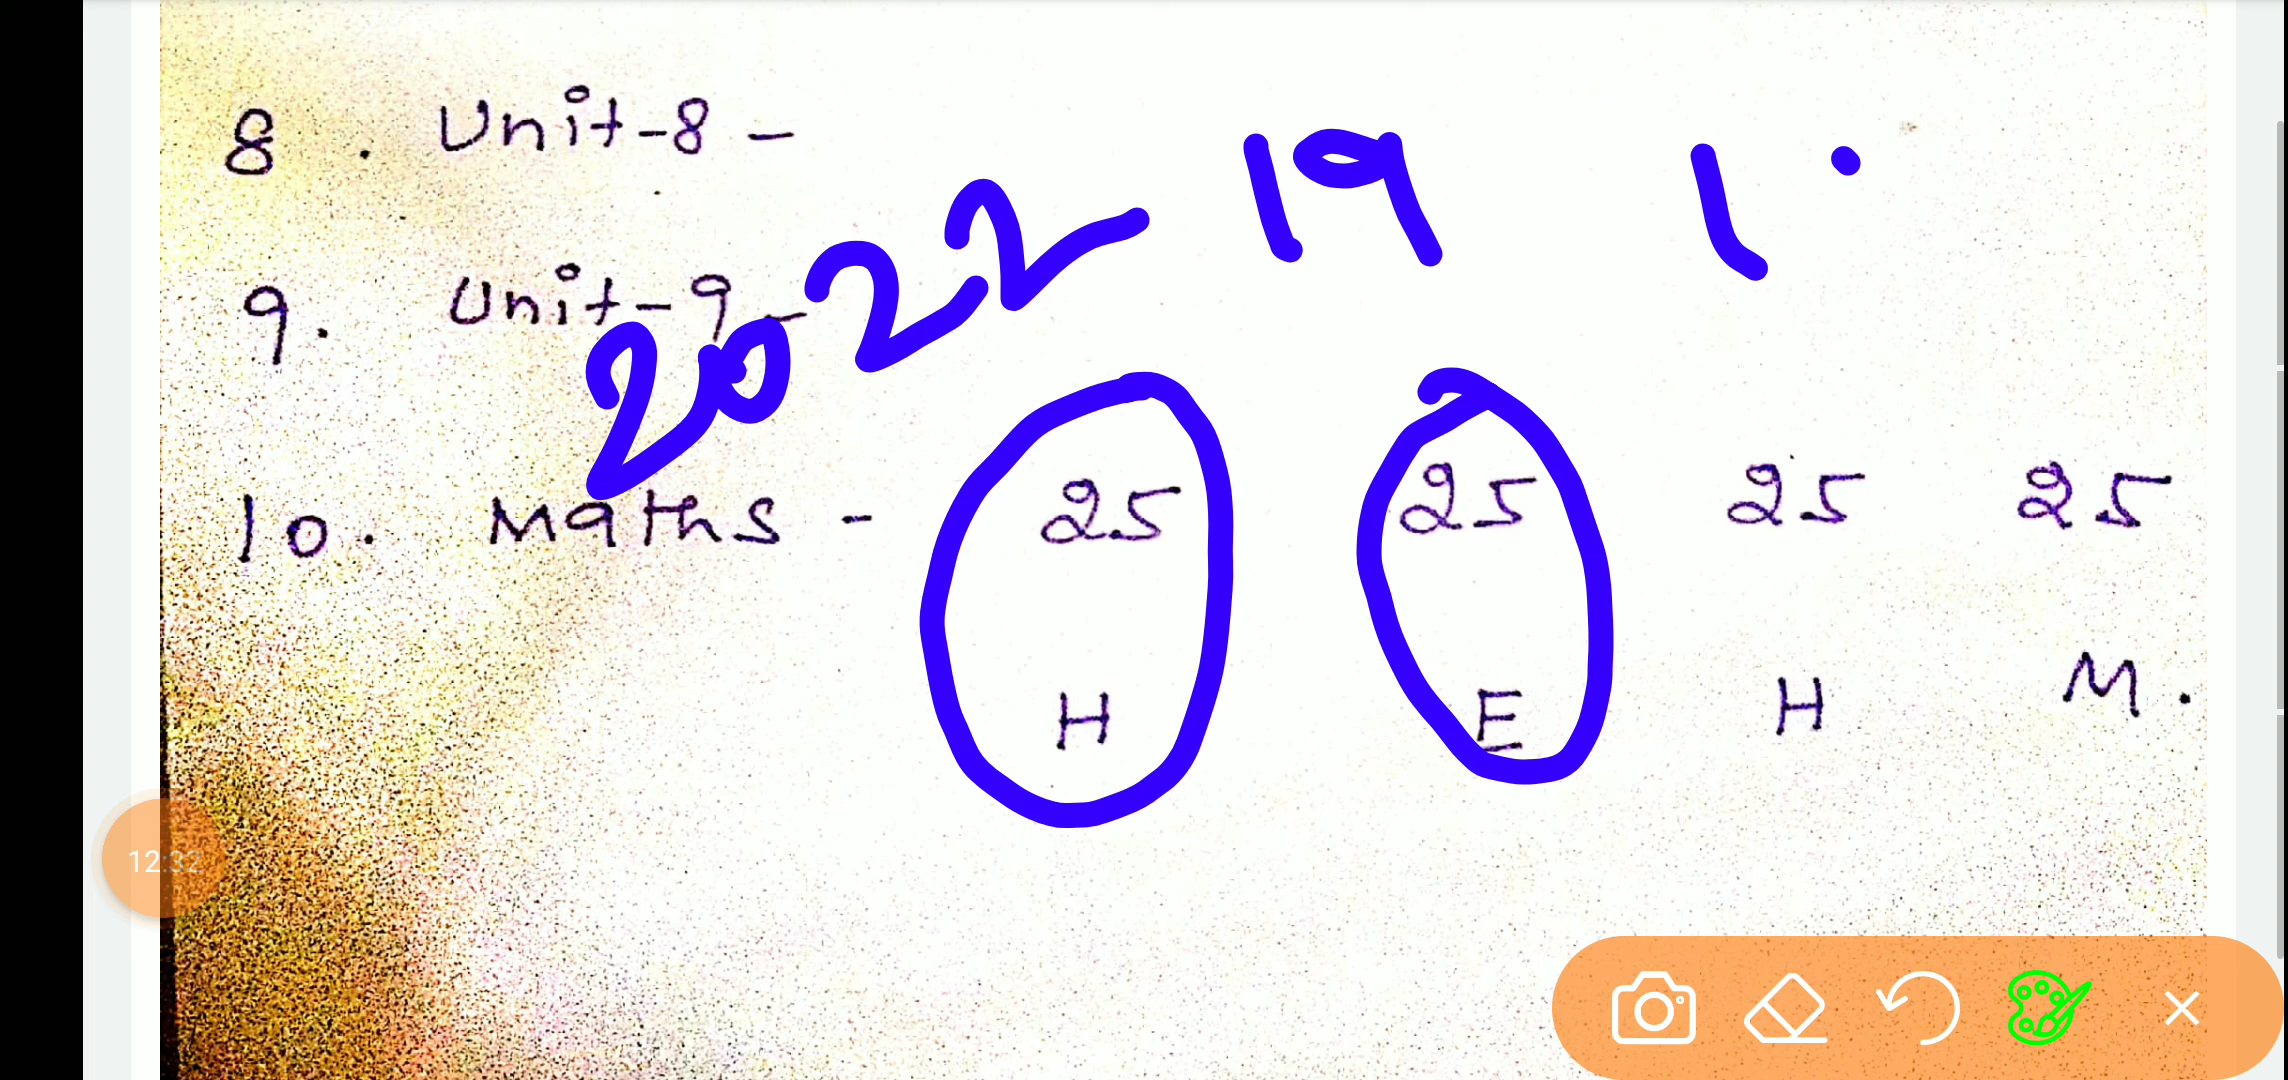 8. Unit-8-
19 1.
2022
9. Unit-9-
10. Maths - 25 25 25 25
H E H M.
12:32